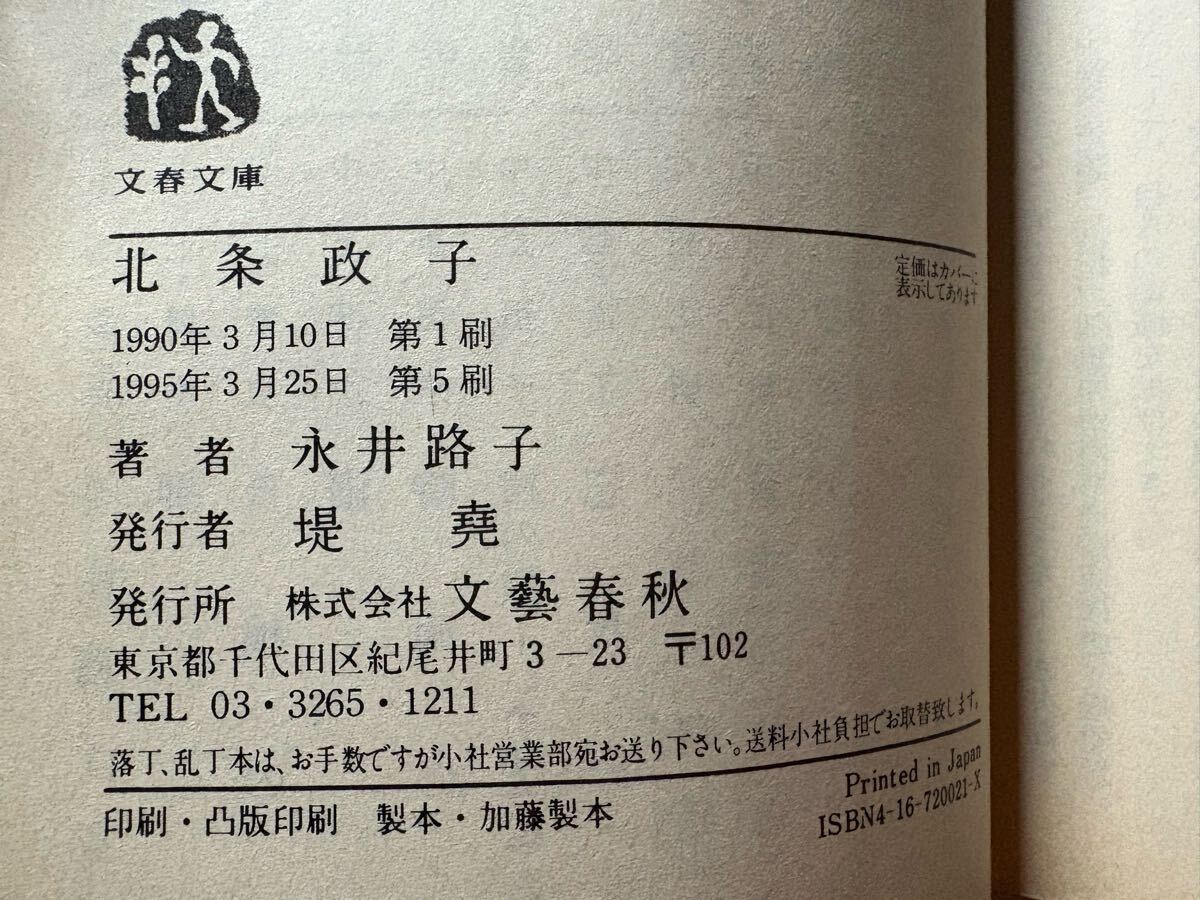 文春文庫
北条政子
定価はカバーに
表示してあります
1990年3月10日 第1刷
1995年3月25日 第5刷
著者 永井路子
発行者 堤堯
発行所 株式会社 文藝春秋
東京都千代田区紀尾井町3―23 〒102
TEL 03・3265・1211
落丁、乱丁本は、お手数ですが小社営業部宛お送り下さい。送料小社負担でお取替致します。
印刷・凸版印刷 製本・加藤製本
Printed in Japan
ISBN4-16-720021-X